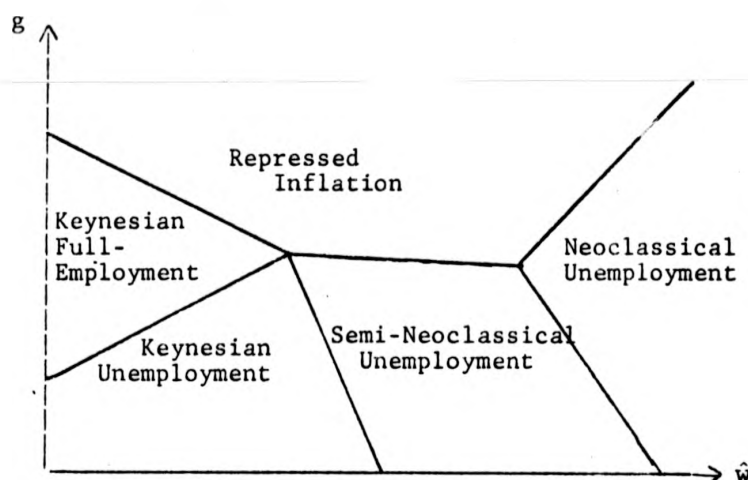 g
Repressed
Inflation
Keynesian
Full-
Employment
Neoclassical
Unemployment
Keynesian
Unemployment
Semi-Neoclassical
Unemployment
ŵ